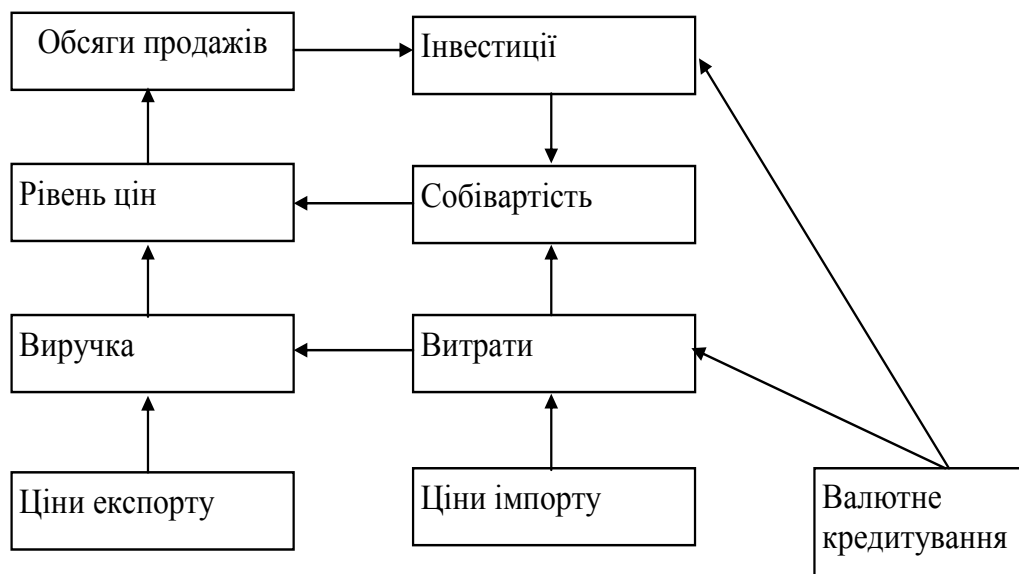 Обсяги продажів
Інвестиції
Рівень цін
Собівартість
Виручка
Витрати
Ціни експорту
Ціни імпорту
Валютне
кредитування